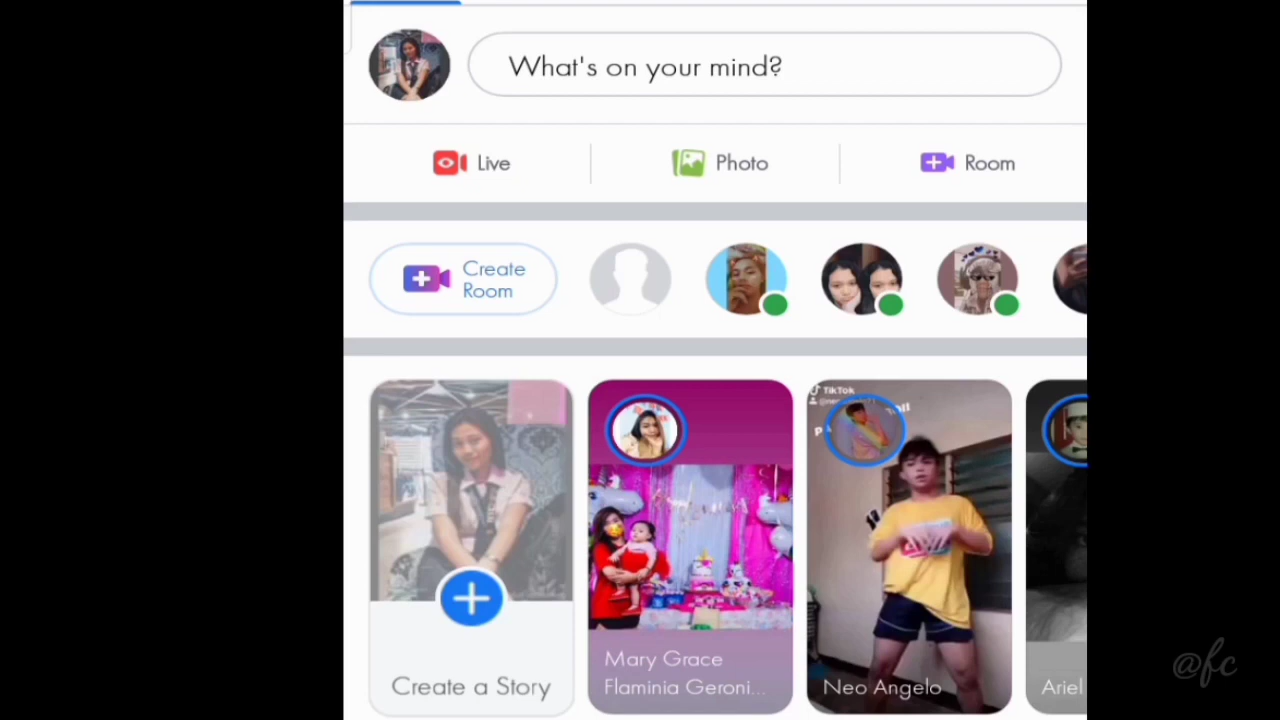 What's on your mind?
Live
Photo
Room
Create
Room
TikTok
Mary Grace
Flaminia Geroni...
Create a Story
Neo Angelo
Ariel
@fc